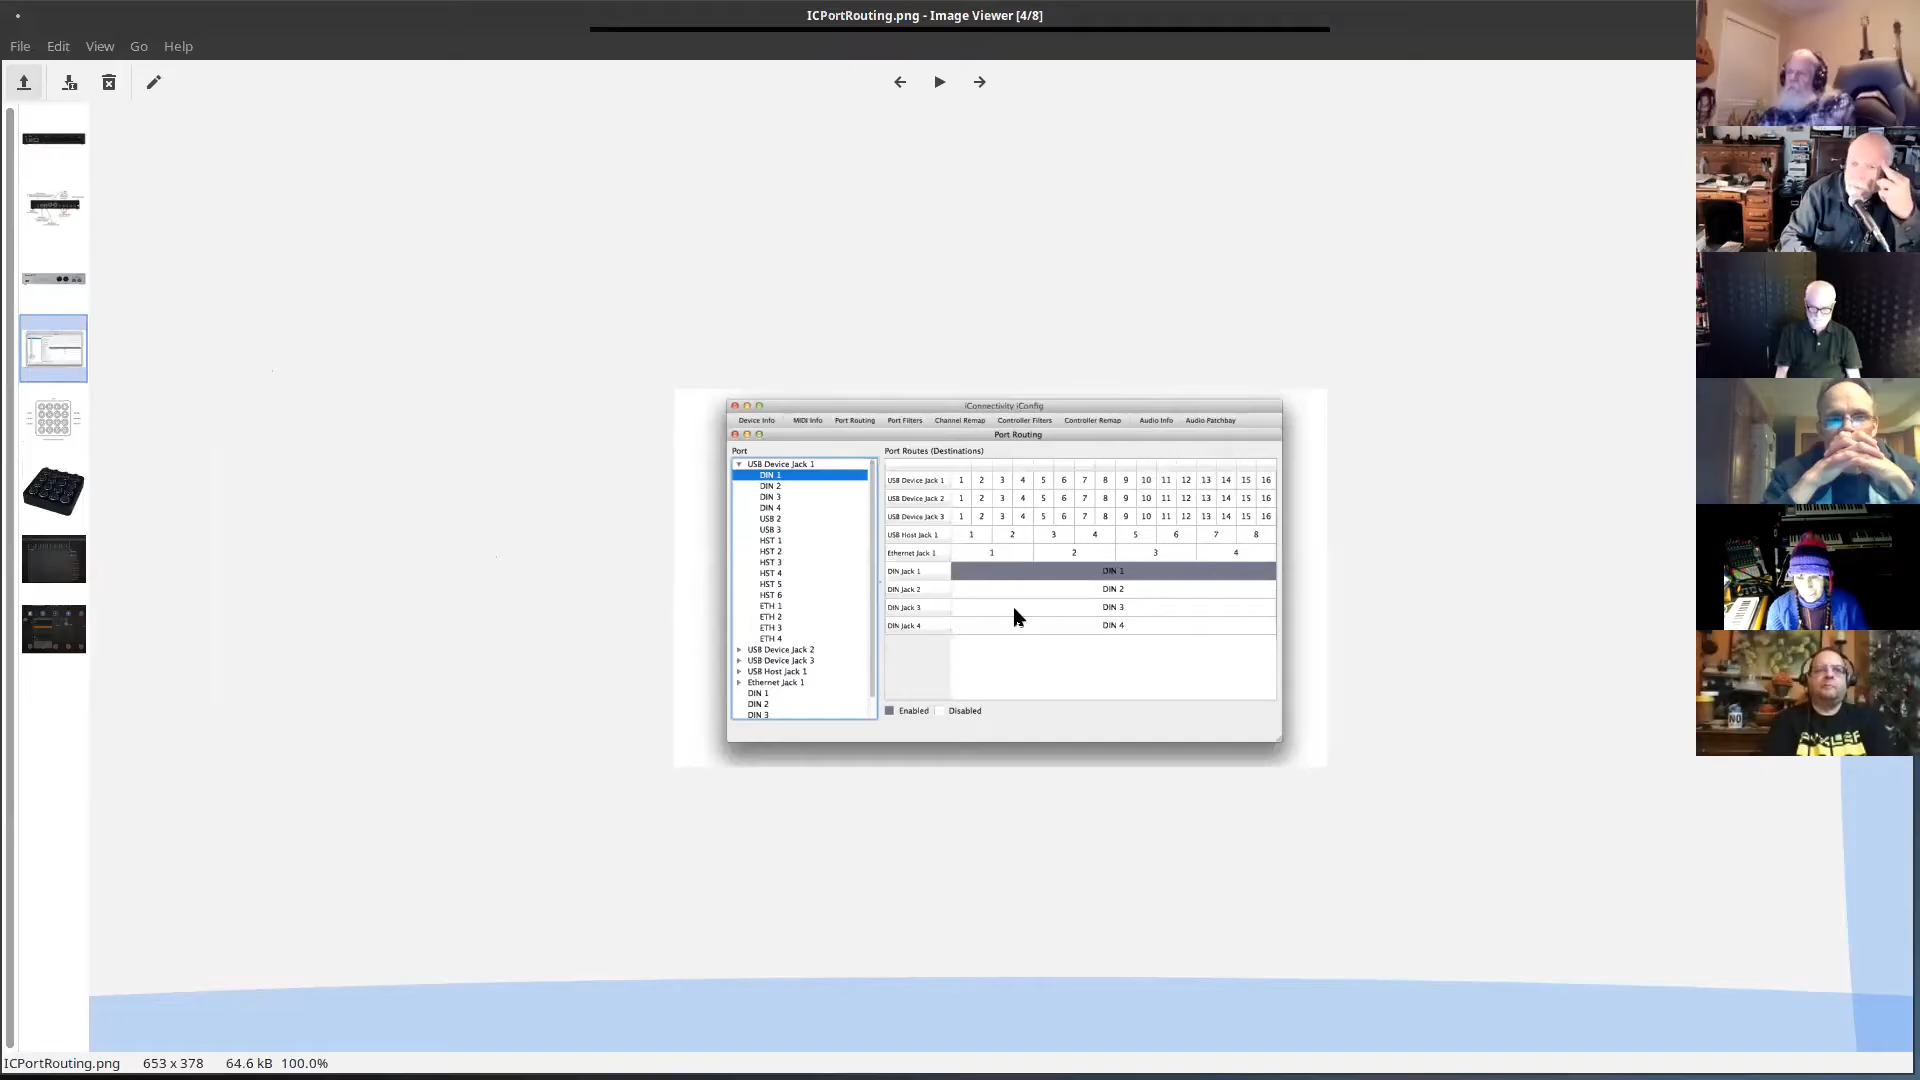 ICPortRouting.png - Image Viewer [4/8]
File Edit View Go Help
iConnectivity iConfig
Device Info MIDI Info Port Routing Port Filters Channel Remap Controller Filters Controller Remap Audio Info Audio Patchbay
Port Routing
Port
USB Device Jack 1
DIN 1
DIN 2
DIN 3
DIN 4
USB 2
USB 3
HST 1
HST 2
HST 3
HST 4
HST 5
HST 6
ETH 1
ETH 2
ETH 3
ETH 4
USB Device Jack 2
USB Device Jack 3
USB Host Jack 1
Ethernet Jack 1
DIN 1
DIN 2
DIN 3
Port Routes (Destinations)
USB Device Jack 1 1 2 3 4 5 6 7 8 9 10 11 12 13 14 15 16
USB Device Jack 2 1 2 3 4 5 6 7 8 9 10 11 12 13 14 15 16
USB Device Jack 3 1 2 3 4 5 6 7 8 9 10 11 12 13 14 15 16
USB Host Jack 1 1 2 3 4 5 6 7 8
Ethernet Jack 1 1 2 3 4
DIN Jack 1 DIN 1
DIN Jack 2 DIN 2
DIN Jack 3 DIN 3
DIN Jack 4 DIN 4
Enabled Disabled
NO
ICPortRouting.png 653 x 378 64.6 kB 100.0%